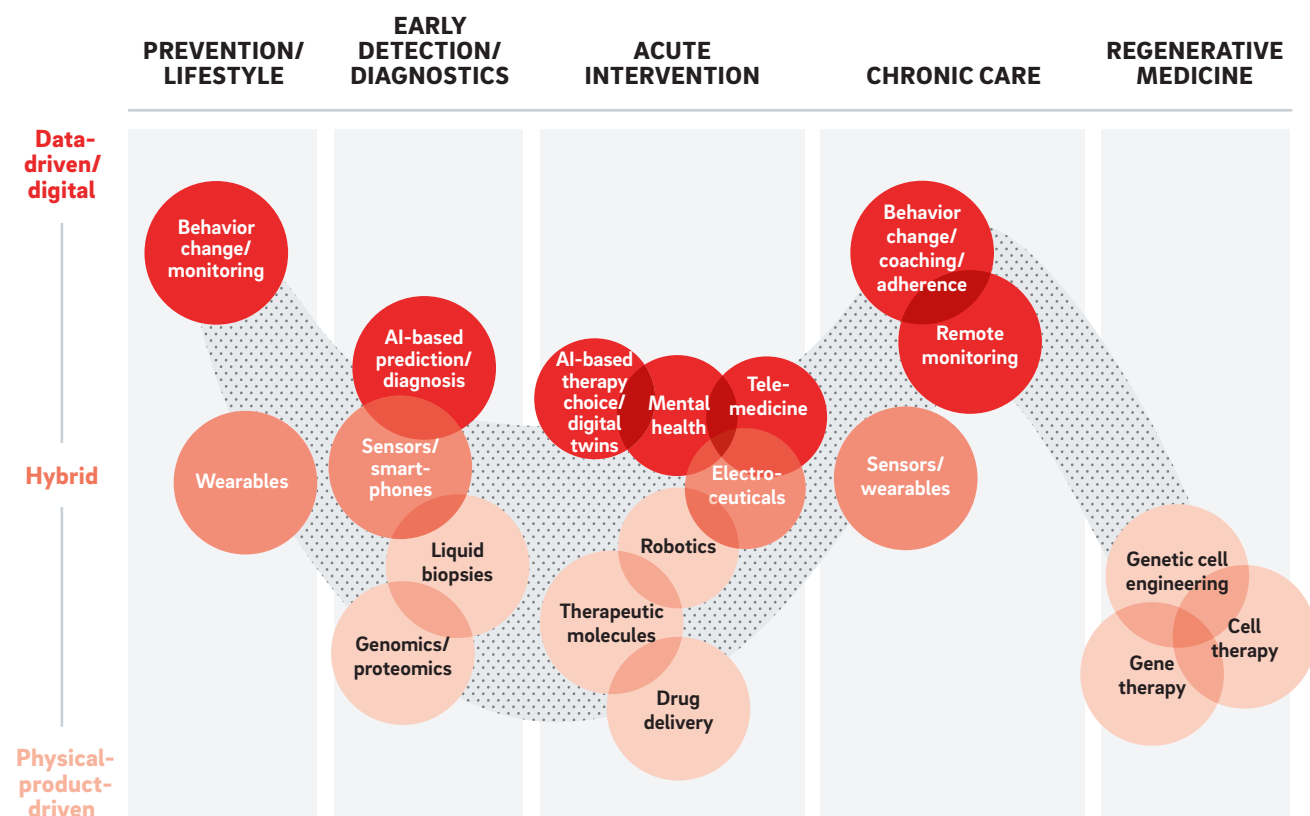 PREVENTION/
LIFESTYLE
EARLY
DETECTION/
DIAGNOSTICS
ACUTE
INTERVENTION
CHRONIC CARE
REGENERATIVE
MEDICINE
Data-
driven/
digital
Hybrid
Physical-
product-
driven
Behavior
change/
monitoring
Wearables
AI-based
prediction/
diagnosis
Sensors/
smart-
phones
Liquid
biopsies
Genomics/
proteomics
AI-based
therapy
choice/
digital
twins
Mental
health
Tele-
medicine
Electro-
ceuticals
Robotics
Therapeutic
molecules
Drug
delivery
Behavior
change/
coaching/
adherence
Remote
monitoring
Sensors/
wearables
Genetic cell
engineering
Cell
therapy
Gene
therapy